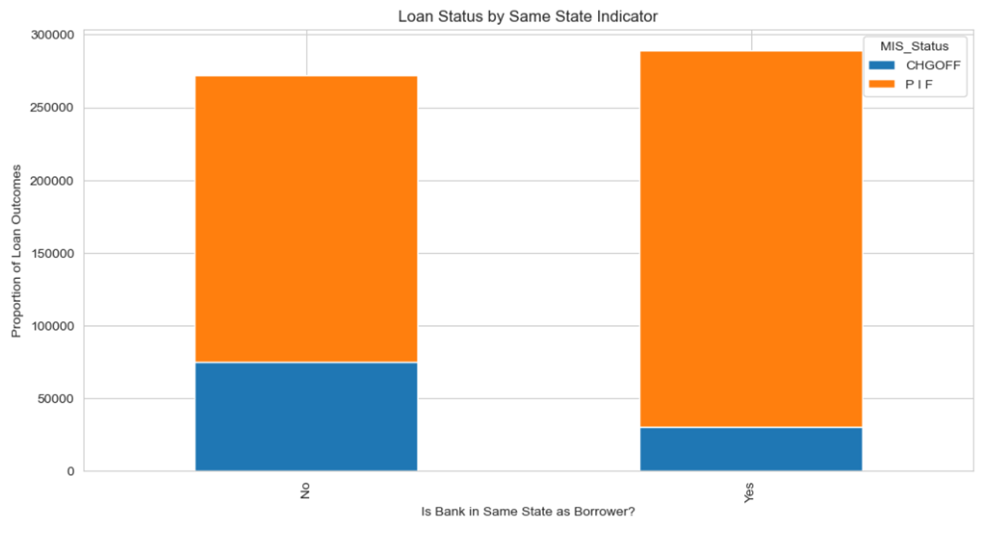 Loan Status by Same State Indicator
MIS_Status
CHGOFF
P I F
Proportion of Loan Outcomes
300000
250000
200000
150000
100000
50000
0
No
Yes
Is Bank in Same State as Borrower?